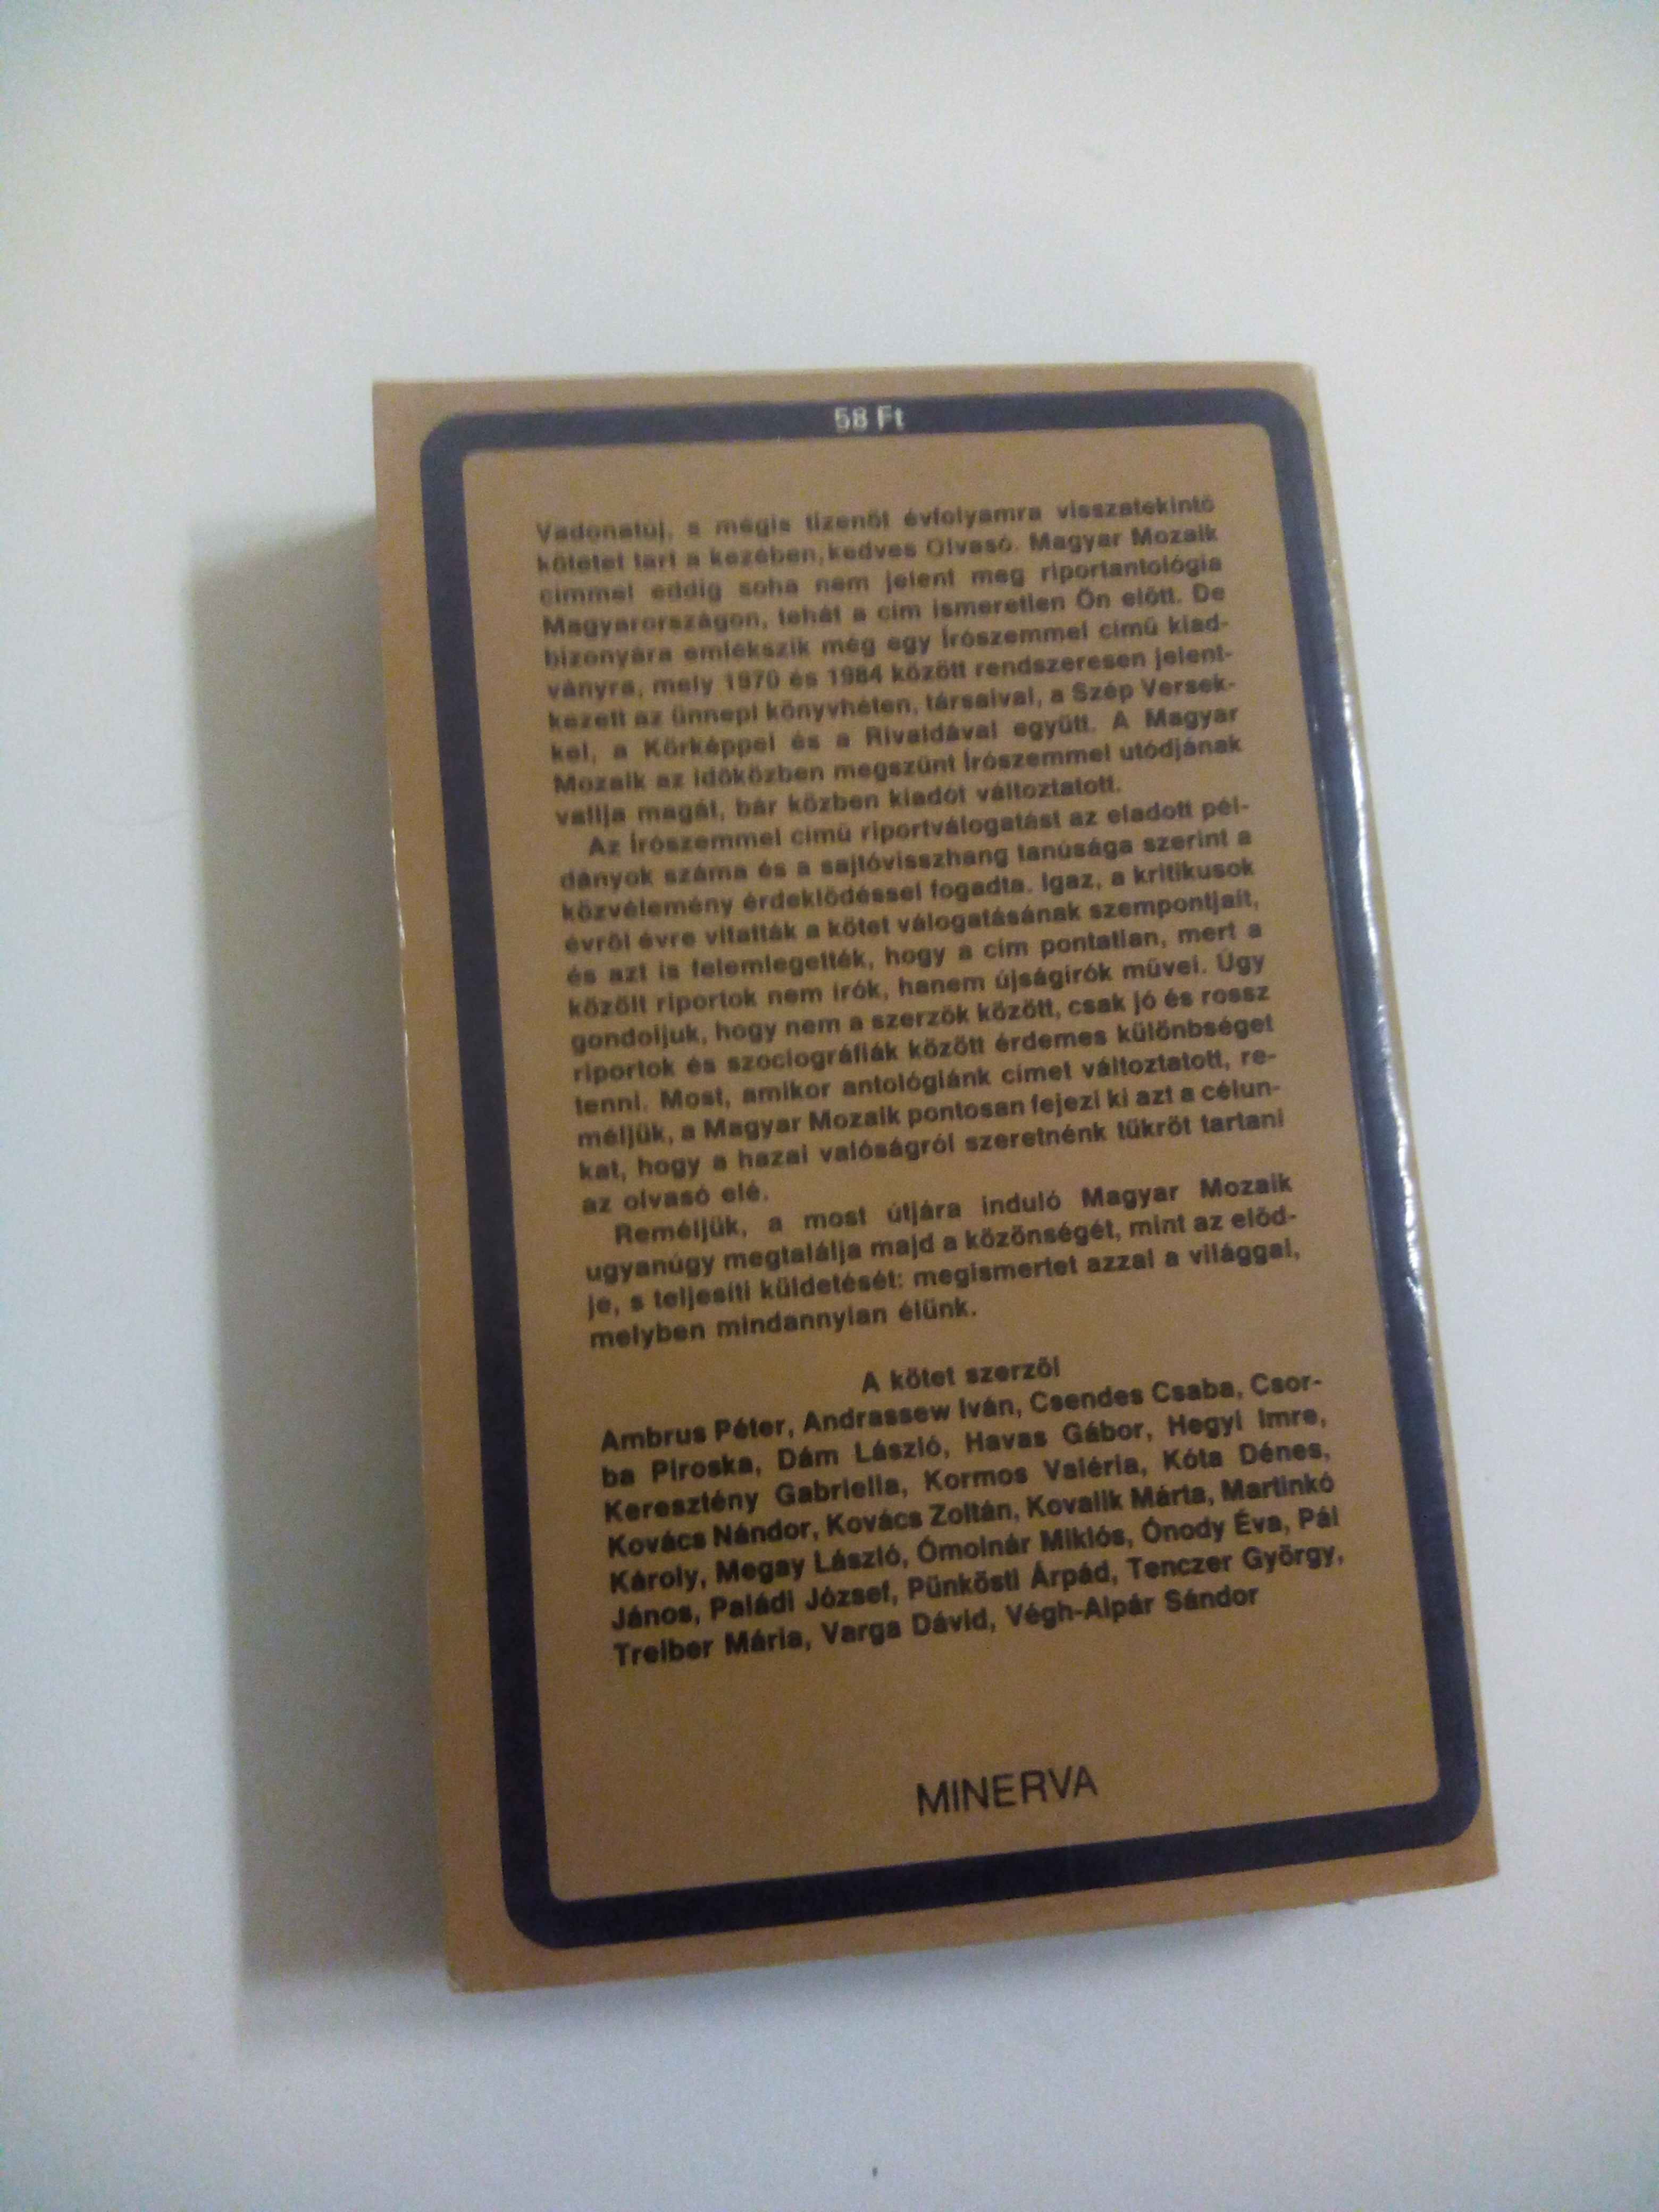 58 Ft
Vadonatúj, s mégis tizenöt évfolyamra visszatekintő
kötetet tart a kezében, kedves Olvasó. Magyar Mozaik
címmel eddig soha nem jelent meg riportantológia
Magyarországon, tehát a cím ismeretlen Ön előtt. De
bizonyára emlékszik még egy Írószemmel című kiad-
ványra, mely 1970 és 1984 között rendszeresen jelent-
kezett az ünnepi könyvhéten, társaival, a Szép Versek-
kel, a Körképpel és a Rivaldával együtt. A Magyar
Mozaik az időközben megszűnt Írószemmel utódjának
vallja magát, bár közben kiadót változtatott.
Az Írószemmel című riportválogatást az eladott pél-
dányok száma és a sajtóvisszhang tanúsága szerint a
közvélemény érdeklődéssel fogadta. Igaz, a kritikusok
évről évre vitatták a kötet válogatásának szempontjait,
és azt is felemlegették, hogy a cím pontatlan, mert a
közölt riportok nem írók, hanem újságírók művei. Úgy
gondoljuk, hogy nem a szerzők között, csak jó és rossz
riportok és szociográfiák között érdemes különbséget
tenni. Most, amikor antológiánk címet változtatott, re-
méljük, a Magyar Mozaik pontosan fejezi ki azt a célun-
kat, hogy a hazai valóságról szeretnénk tükröt tartani
az olvasó elé.
Reméljük, a most útjára induló Magyar Mozaik
ugyanúgy megtalálja majd a közönségét, mint az előd-
je, s teljesíti küldetését: megismertet azzal a világgal,
melyben mindannyian élünk.
A kötet szerzői
Ambrus Péter, Andrassew Iván, Csendes Csaba, Csor-
ba Piroska, Dám László, Havas Gábor, Hegyi Imre,
Keresztény Gabriella, Kormos Valéria, Kóta Dénes,
Kovács Nándor, Kovács Zoltán, Kovalik Márta, Martinkó
Károly, Megay László, Ómolnár Miklós, Ónody Éva, Pál
János, Paládi József, Pünkösti Árpád, Tenczer György,
Treiber Mária, Varga Dávid, Végh-Alpár Sándor
MINERVA